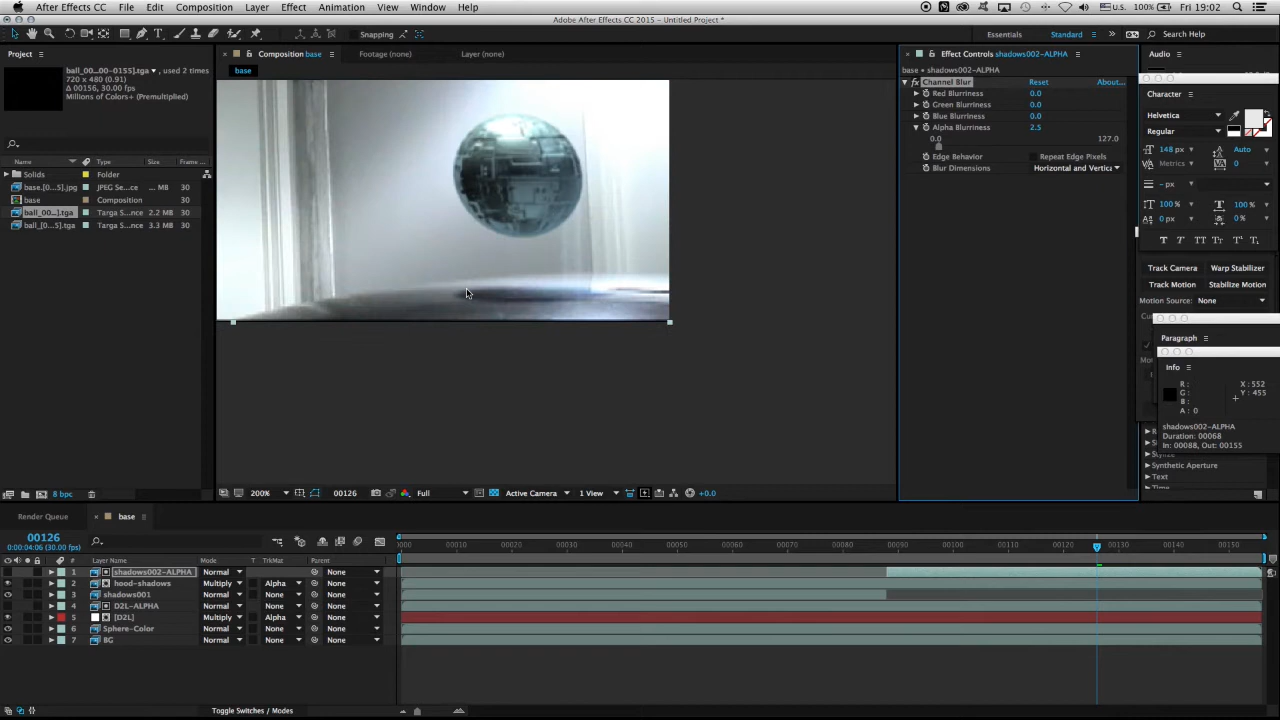 After Effects CC File Edit Composition Layer Effect Animation View Window Help U.S. 100% Fri 19:02
Adobe After Effects CC 2015 - Untitled Project *
Snapping Essentials Standard Search Help
Project
ball_00...00-0155].tga , used 2 times
720 x 480 (0.91)
Δ 00156, 30.00 fps
Millions of Colors+ (Premultiplied)
Name Type Size Frame ...
Solids Folder
base.[0...5].jpg JPEG Se...ce ... MB 30
base Composition 30
ball_00...].tga Targa S...nce 2.2 MB 30
ball_[0...5].tga Targa S...nce 3.3 MB 30
8 bpc
Composition base Footage (none) Layer (none)
base
200% 00126 Full Active Camera 1 View +0.0
Effect Controls shadows002-ALPHA
base • shadows002-ALPHA
fx Channel Blur Reset About...
Red Blurriness 0.0
Green Blurriness 0.0
Blue Blurriness 0.0
Alpha Blurriness 2.5
0.0 127.0
Edge Behavior Repeat Edge Pixels
Blur Dimensions Horizontal and Vertica
Audio
Character
Helvetica
Regular
148 px Auto
Metrics 0
- px
100 % 100 %
0 px 0 %
T T TT Tт T¹ T₁
Track Camera Warp Stabilizer
Track Motion Stabilize Motion
Motion Source: None
Paragraph
Info
R : X : 552
G : Y : 455
B :
A : 0
shadows002-ALPHA
Duration: 00068
In: 00088, Out: 00155
Synthetic Aperture
Text
Time
Render Queue base
00126
0:00:04:06 (30.00 fps)
0000 00010 00020 00030 00040 00050 00060 00070 00080 00090 00100 00110 00120 00130 00140 00150
# Layer Name Mode T TrkMat Parent
1 shadows002-ALPHA Normal None
2 hood-shadows Multiply Alpha None
3 shadows001 Normal None None
4 D2L-ALPHA Normal None None
5 [D2L] Multiply Alpha None
6 Sphere-Color Normal None None
7 BG Normal None None
Toggle Switches / Modes